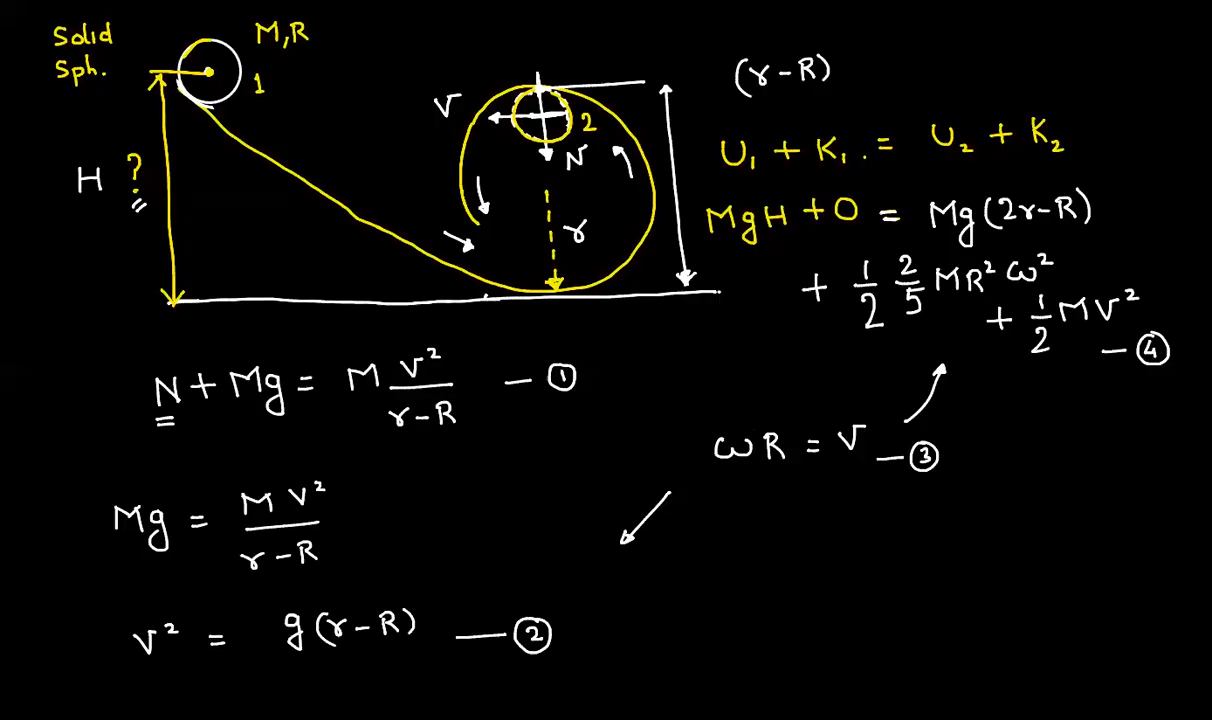 Solid
Sph.
M,R
1
H ?
V
2
N
r
(r-R)
U₁ + K₁ = U₂ + K₂
MgH + O = Mg(2r-R)
+ 1/2 2/5 MR² ω²
+ 1/2 MV² - ④
N + Mg = M V²/r-R - ①
ωR = V - ③
Mg = M V²/r-R
V² = g(r-R) - ②